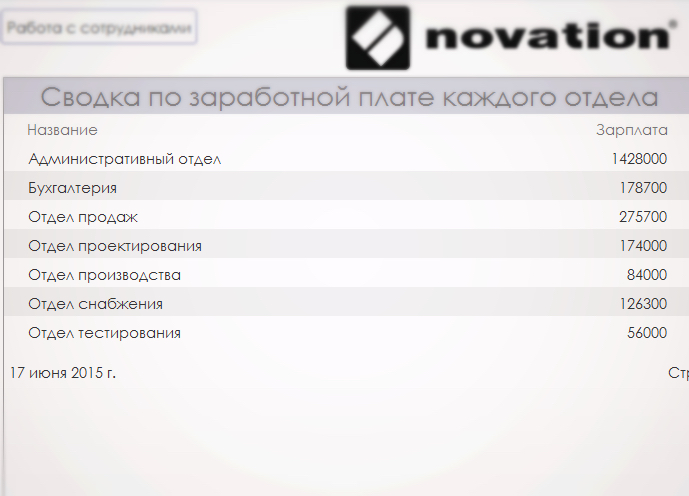 Работа с сотрудниками
novation®
Сводка по заработной плате каждого отдела
Название Зарплата
Административный отдел 1428000
Бухгалтерия 178700
Отдел продаж 275700
Отдел проектирования 174000
Отдел производства 84000
Отдел снабжения 126300
Отдел тестирования 56000
17 июня 2015 г. Стр